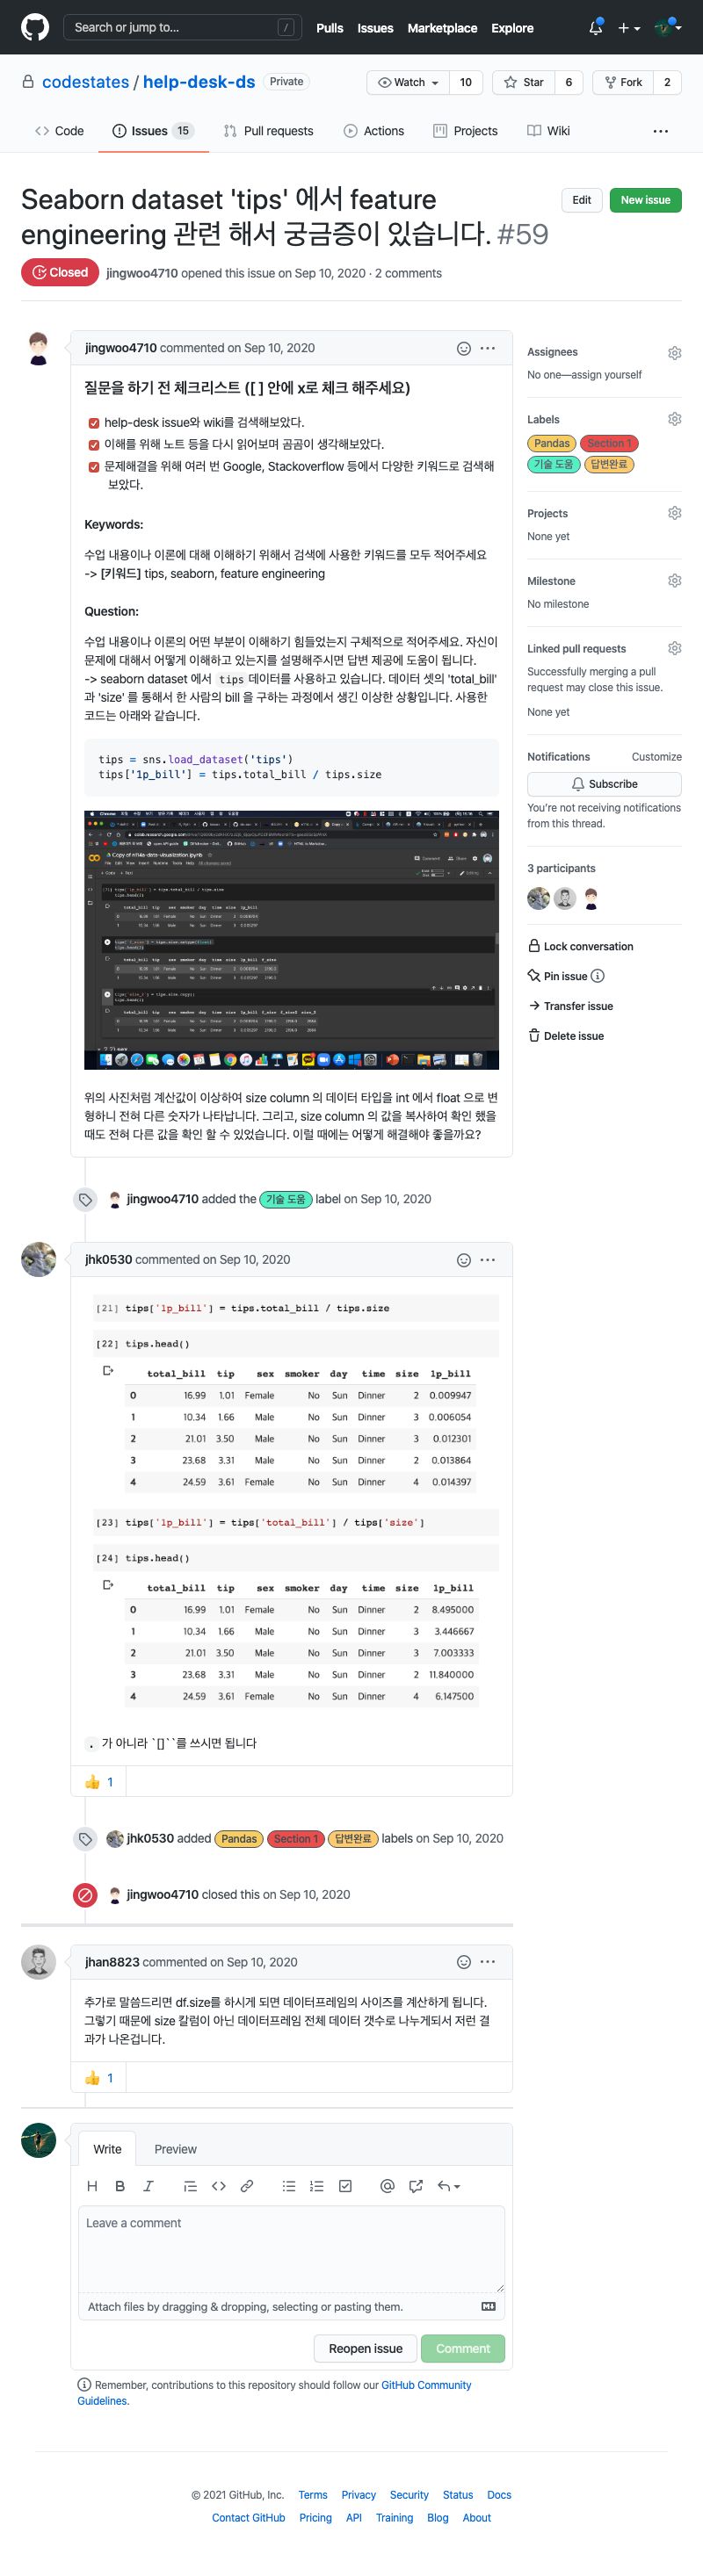 Search or jump to...
/
Pulls Issues Marketplace Explore
codestates / help-desk-ds Private
Watch 10 Star 6 Fork 2
Code Issues 15 Pull requests Actions Projects Wiki ...
Seaborn dataset 'tips' 에서 feature
engineering 관련 해서 궁금증이 있습니다. #59
Edit New issue
Closed jingwoo4710 opened this issue on Sep 10, 2020 · 2 comments
jingwoo4710 commented on Sep 10, 2020
질문을 하기 전 체크리스트 ([ ] 안에 x로 체크 해주세요)
help-desk issue와 wiki를 검색해보았다.
이해를 위해 노트 등을 다시 읽어보며 곰곰이 생각해보았다.
문제해결을 위해 여러 번 Google, Stackoverflow 등에서 다양한 키워드로 검색해
보았다.
Keywords:
수업 내용이나 이론에 대해 이해하기 위해서 검색에 사용한 키워드를 모두 적어주세요
-> [키워드] tips, seaborn, feature engineering
Question:
수업 내용이나 이론의 어떤 부분이 이해하기 힘들었는지 구체적으로 적어주세요. 자신이
문제에 대해서 어떻게 이해하고 있는지를 설명해주시면 답변 제공에 도움이 됩니다.
-> seaborn dataset 에서 tips 데이터를 사용하고 있습니다. 데이터 셋의 'total_bill'
과 'size' 를 통해서 한 사람의 bill 을 구하는 과정에서 생긴 이상한 상황입니다. 사용한
코드는 아래와 같습니다.
tips = sns.load_dataset('tips')
tips['1p_bill'] = tips.total_bill / tips.size
위의 사진처럼 계산값이 이상하여 size column 의 데이터 타입을 int 에서 float 으로 변
형하니 전혀 다른 숫자가 나타납니다. 그리고, size column 의 값을 복사하여 확인 했을
때도 전혀 다른 값을 확인 할 수 있었습니다. 이럴 때에는 어떻게 해결해야 좋을까요?
Assignees
No one—assign yourself
Labels
Pandas Section 1
기술 도움 답변완료
Projects
None yet
Milestone
No milestone
Linked pull requests
Successfully merging a pull
request may close this issue.
None yet
Notifications Customize
Subscribe
You're not receiving notifications
from this thread.
3 participants
Lock conversation
Pin issue
Transfer issue
Delete issue
jingwoo4710 added the 기술 도움 label on Sep 10, 2020
jhk0530 commented on Sep 10, 2020
[21] tips['1p_bill'] = tips.total_bill / tips.size
[22] tips.head()
total_bill tip sex smoker day time size 1p_bill
0 16.99 1.01 Female No Sun Dinner 2 0.009947
1 10.34 1.66 Male No Sun Dinner 3 0.006054
2 21.01 3.50 Male No Sun Dinner 3 0.012301
3 23.68 3.31 Male No Sun Dinner 2 0.013864
4 24.59 3.61 Female No Sun Dinner 4 0.014397
[23] tips['1p_bill'] = tips['total_bill'] / tips['size']
[24] tips.head()
total_bill tip sex smoker day time size 1p_bill
0 16.99 1.01 Female No Sun Dinner 2 8.495000
1 10.34 1.66 Male No Sun Dinner 3 3.446667
2 21.01 3.50 Male No Sun Dinner 3 7.003333
3 23.68 3.31 Male No Sun Dinner 2 11.840000
4 24.59 3.61 Female No Sun Dinner 4 6.147500
. 가 아니라 `[]``를 쓰시면 됩니다
👍 1
jhk0530 added Pandas Section 1 답변완료 labels on Sep 10, 2020
jingwoo4710 closed this on Sep 10, 2020
jhan8823 commented on Sep 10, 2020
추가로 말씀드리면 df.size를 하시게 되면 데이터프레임의 사이즈를 계산하게 됩니다.
그렇기 때문에 size 칼럼이 아닌 데이터프레임 전체 데이터 갯수로 나누게되서 저런 결
과가 나온겁니다.
👍 1
Write Preview
Leave a comment
Attach files by dragging & dropping, selecting or pasting them.
Reopen issue Comment
Remember, contributions to this repository should follow our GitHub Community
Guidelines.
© 2021 GitHub, Inc. Terms Privacy Security Status Docs
Contact GitHub Pricing API Training Blog About